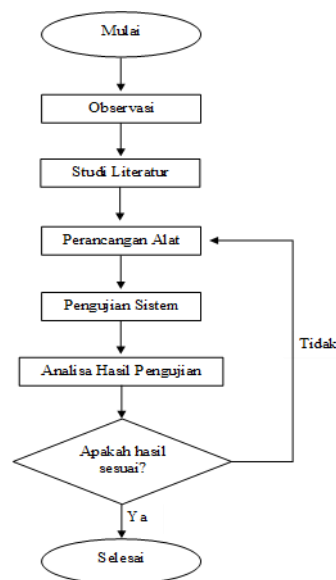 Mulai
Observasi
Studi Literatur
Perancangan Alat
Pengujian Sistem
Tidak
Analisa Hasil Pengujian
Apakah hasil
sesuai?
Ya
Selesai